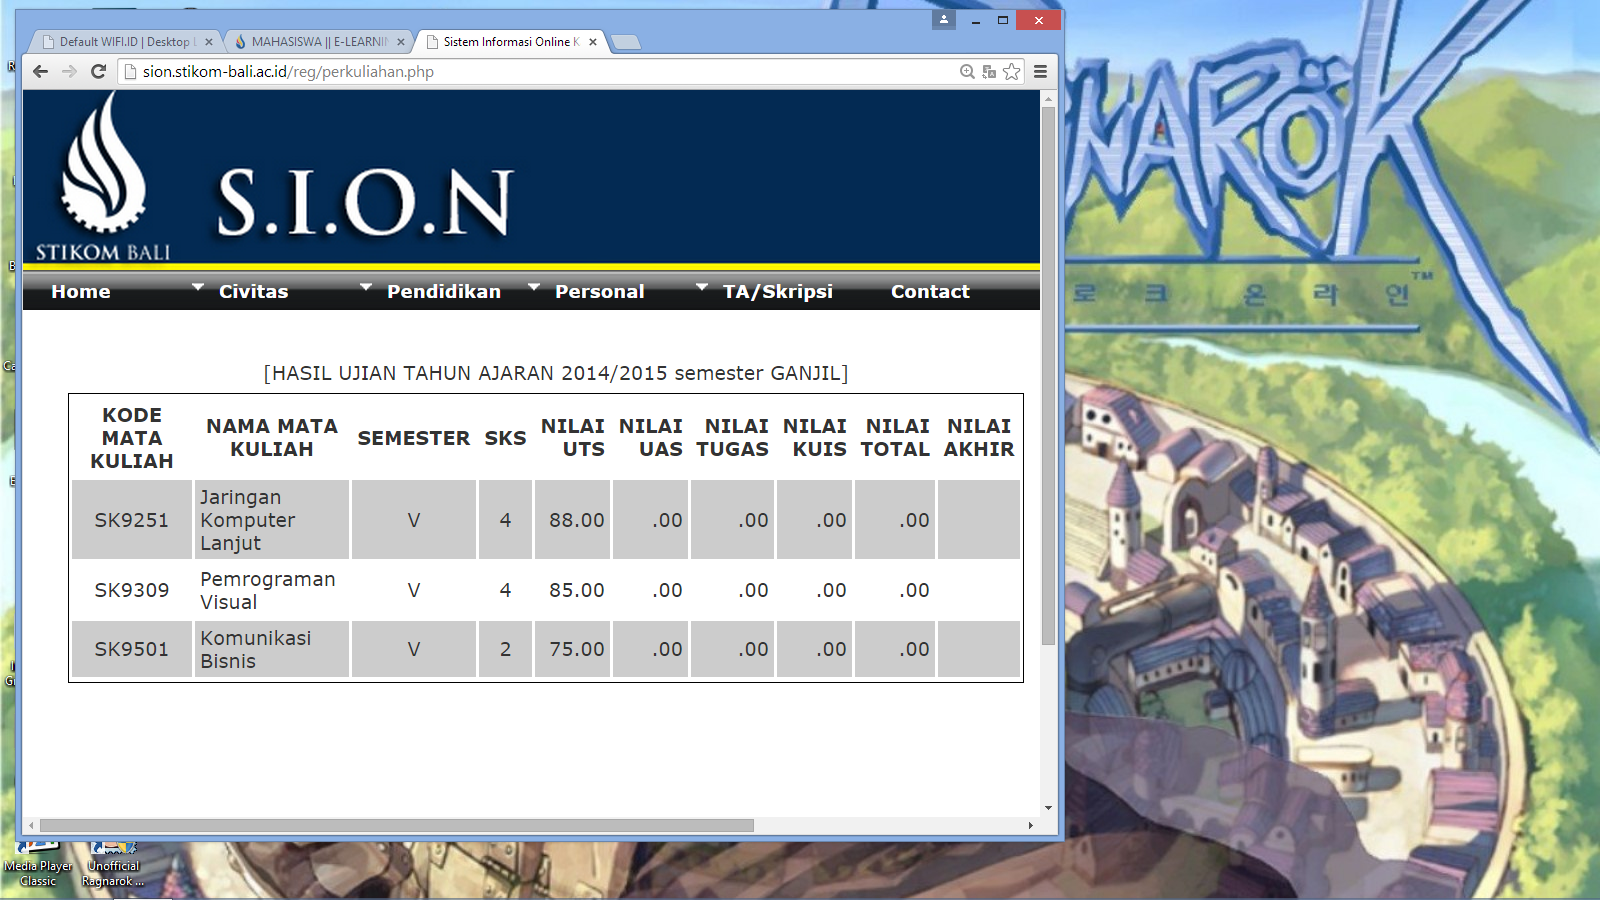 Default WIFI.ID | Desktop
MAHASISWA || E-LEARNIN
Sistem Informasi Online K
sion.stikom-bali.ac.id/reg/perkuliahan.php
STIKOM BALI
S.I.O.N
Home Civitas Pendidikan Personal TA/Skripsi Contact
[HASIL UJIAN TAHUN AJARAN 2014/2015 semester GANJIL]
KODE MATA KULIAH NAMA MATA KULIAH SEMESTER SKS NILAI UTS NILAI UAS NILAI TUGAS NILAI KUIS NILAI TOTAL NILAI AKHIR
SK9251 Jaringan Komputer Lanjut V 4 88.00 .00 .00 .00 .00
SK9309 Pemrograman Visual V 4 85.00 .00 .00 .00 .00
SK9501 Komunikasi Bisnis V 2 75.00 .00 .00 .00 .00
NARÖK
TM
로크 온라인
Media Player Classic
Unofficial Ragnarok ...